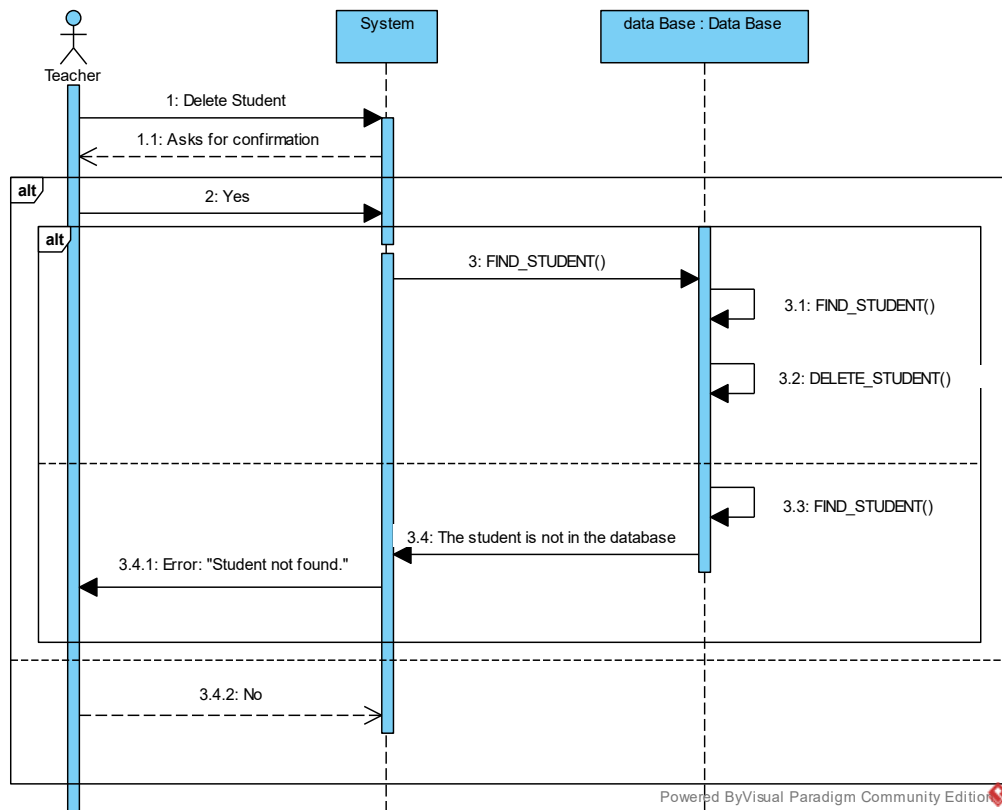 System
data Base : Data Base
Teacher
1: Delete Student
1.1: Asks for confirmation
alt
2: Yes
alt
3: FIND_STUDENT()
3.1: FIND_STUDENT()
3.2: DELETE_STUDENT()
3.3: FIND_STUDENT()
3.4: The student is not in the database
3.4.1: Error: "Student not found."
3.4.2: No
Powered ByVisual Paradigm Community Edition